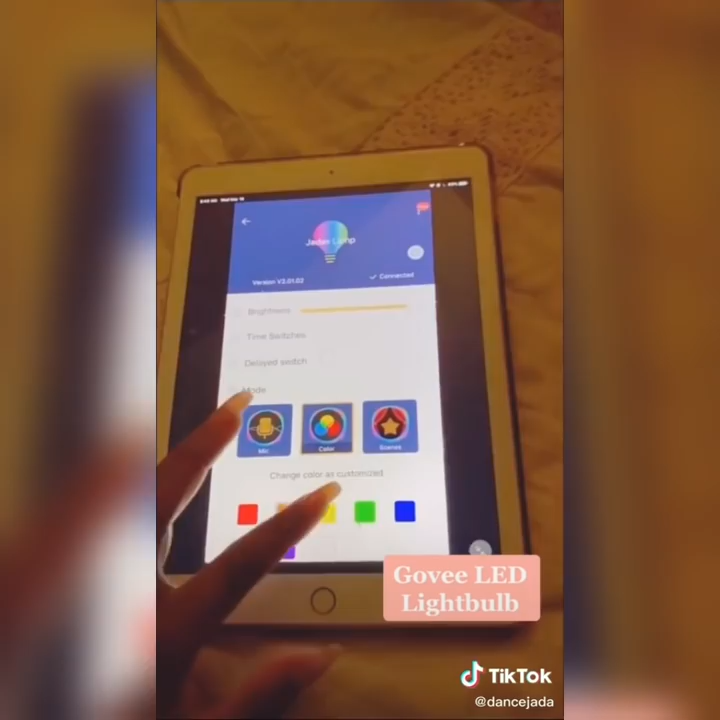 Jadas Lamp
Version V3.01.02
Connected
Brightness
Time Switches
Delayed switch
Mode
Mic
Color
Scenes
Change color as customized
Govee LED
Lightbulb
TikTok
@dancejada